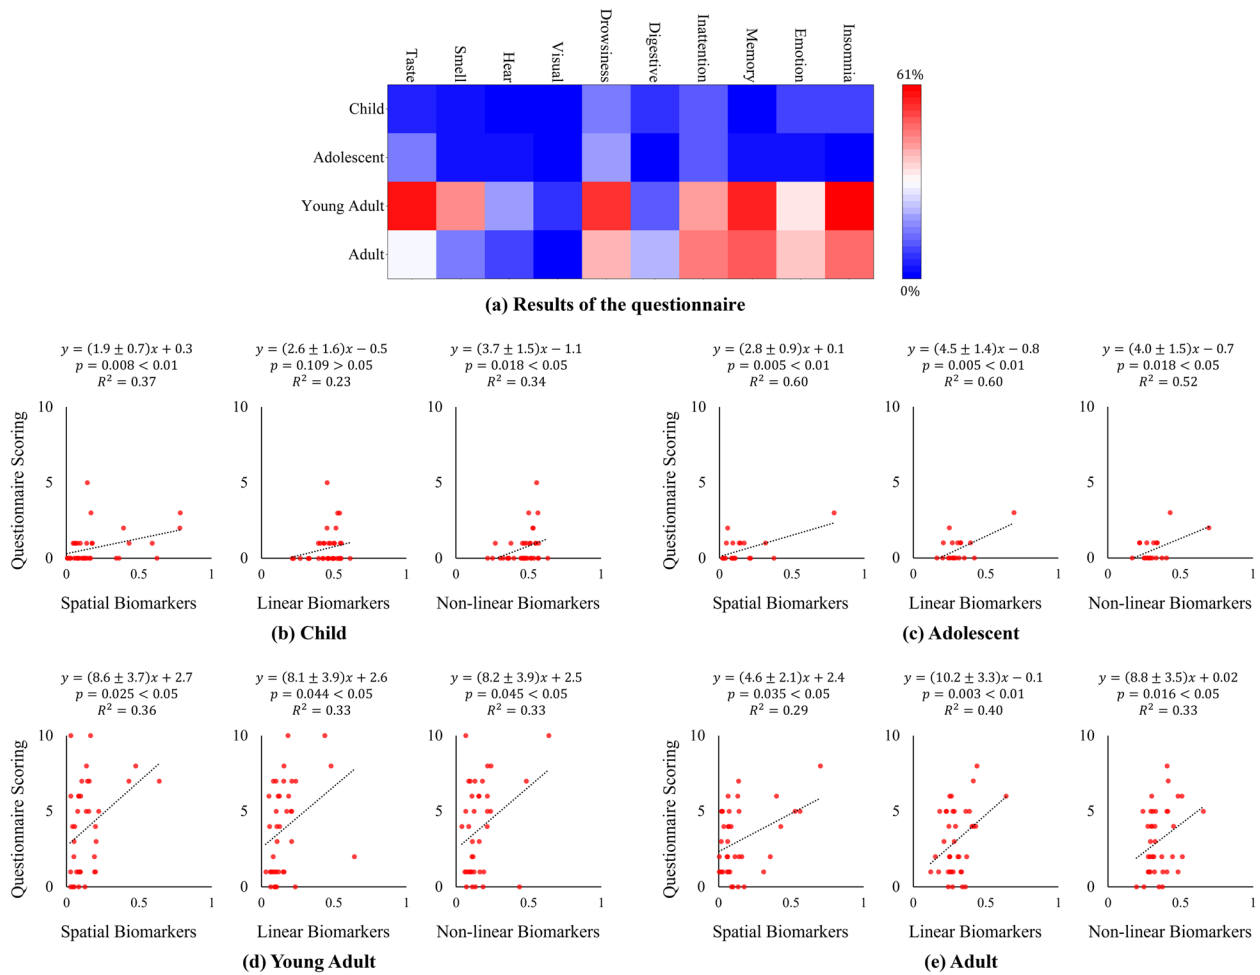 Taste Smell Hear Visual Drowsiness Digestive Inattention Memory Emotion Insomnia
61%
Child
Adolescent
Young Adult
Adult
0%
(a) Results of the questionnaire
y = (1.9 ± 0.7)x + 0.3
p = 0.008 < 0.01
R² = 0.37
y = (2.6 ± 1.6)x − 0.5
p = 0.109 > 0.05
R² = 0.23
y = (3.7 ± 1.5)x − 1.1
p = 0.018 < 0.05
R² = 0.34
Questionnaire Scoring
10
5
0
0 0.5 1
Spatial Biomarkers
10
5
0
0 0.5 1
Linear Biomarkers
10
5
0
0 0.5 1
Non-linear Biomarkers
(b) Child
y = (2.8 ± 0.9)x + 0.1
p = 0.005 < 0.01
R² = 0.60
y = (4.5 ± 1.4)x − 0.8
p = 0.005 < 0.01
R² = 0.60
y = (4.0 ± 1.5)x − 0.7
p = 0.018 < 0.05
R² = 0.52
Questionnaire Scoring
10
5
0
0 0.5 1
Spatial Biomarkers
10
5
0
0 0.5 1
Linear Biomarkers
10
5
0
0 0.5 1
Non-linear Biomarkers
(c) Adolescent
y = (8.6 ± 3.7)x + 2.7
p = 0.025 < 0.05
R² = 0.36
y = (8.1 ± 3.9)x + 2.6
p = 0.044 < 0.05
R² = 0.33
y = (8.2 ± 3.9)x + 2.5
p = 0.045 < 0.05
R² = 0.33
Questionnaire Scoring
10
5
0
0 0.5 1
Spatial Biomarkers
10
5
0
0 0.5 1
Linear Biomarkers
10
5
0
0 0.5 1
Non-linear Biomarkers
(d) Young Adult
y = (4.6 ± 2.1)x + 2.4
p = 0.035 < 0.05
R² = 0.29
y = (10.2 ± 3.3)x − 0.1
p = 0.003 < 0.01
R² = 0.40
y = (8.8 ± 3.5)x + 0.02
p = 0.016 < 0.05
R² = 0.33
Questionnaire Scoring
10
5
0
0 0.5 1
Spatial Biomarkers
10
5
0
0 0.5 1
Linear Biomarkers
10
5
0
0 0.5 1
Non-linear Biomarkers
(e) Adult